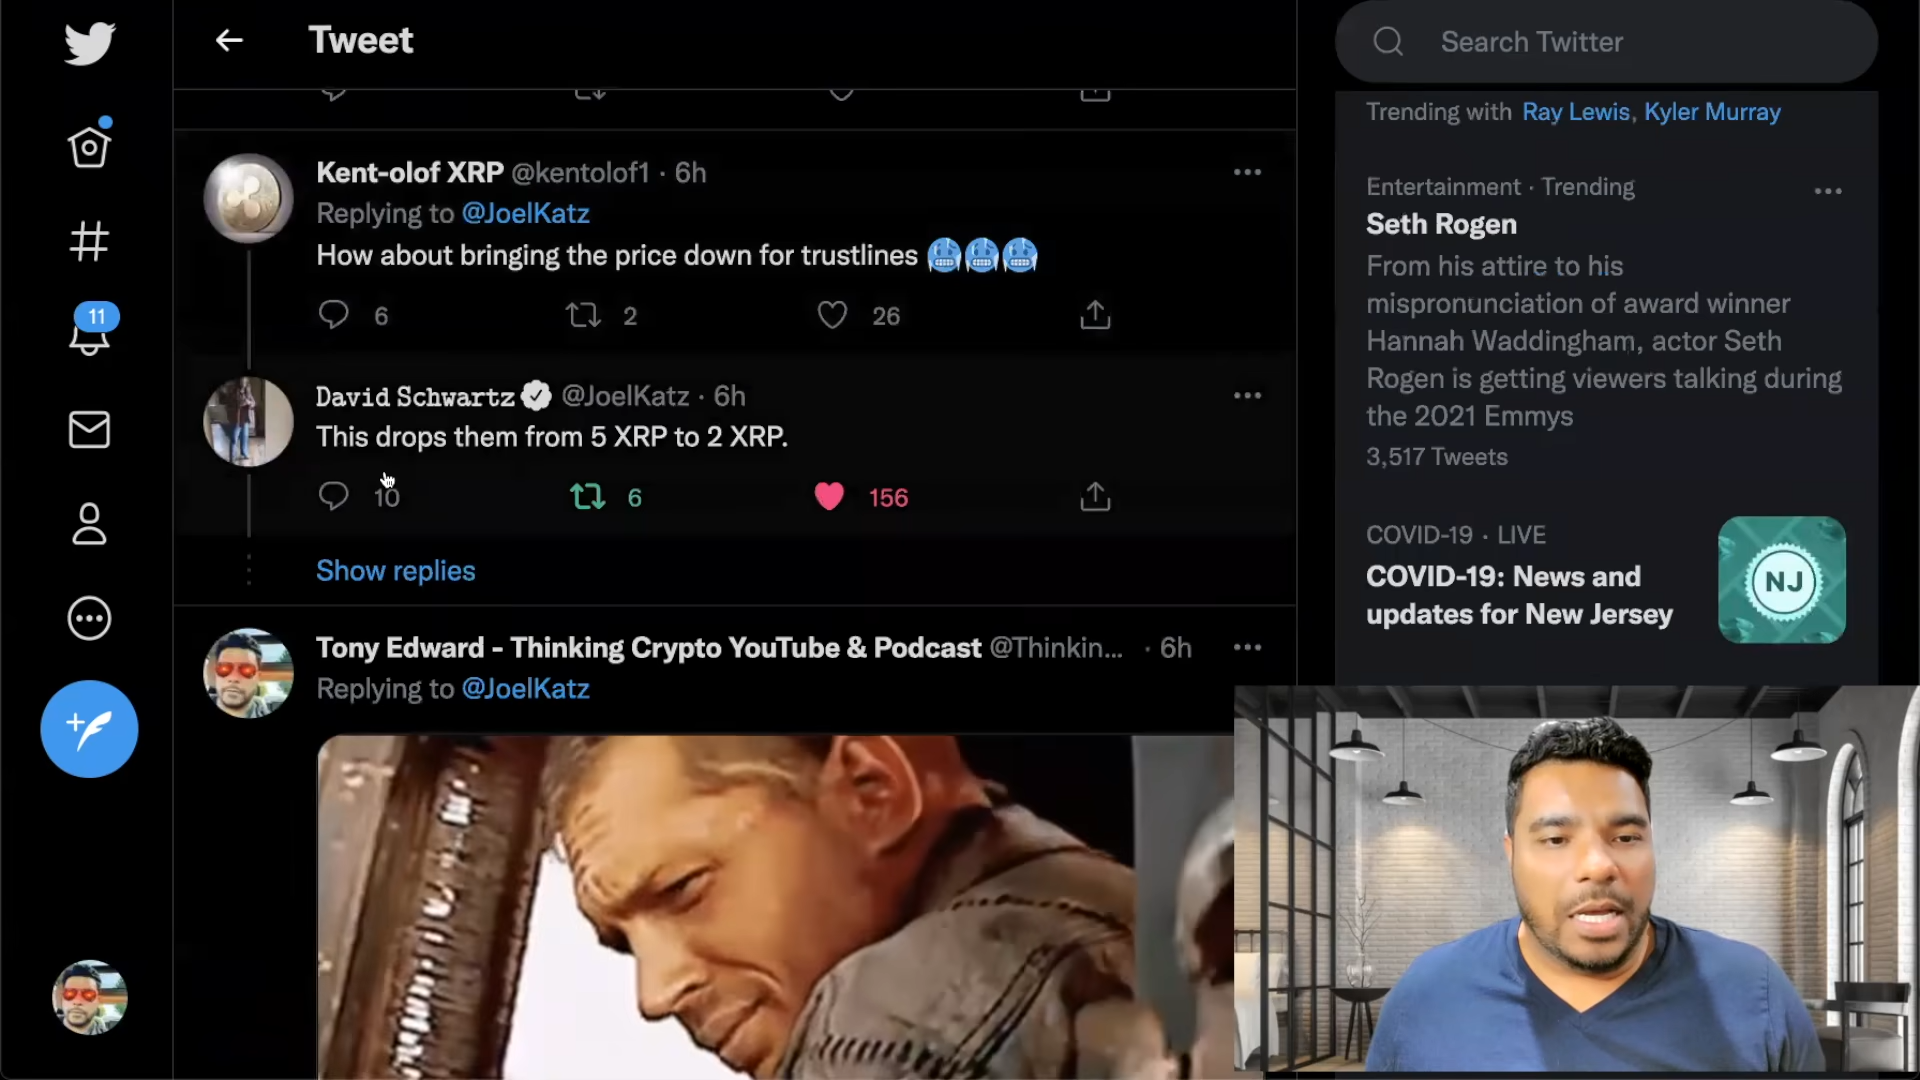 Tweet
Kent-olof XRP @kentolof1 · 6h
Replying to @JoelKatz
How about bringing the price down for trustlines 🥶🥶🥶
6 2 26
David Schwartz @JoelKatz · 6h
This drops them from 5 XRP to 2 XRP.
10 6 156
Show replies
Tony Edward - Thinking Crypto YouTube & Podcast @Thinkin... · 6h
Replying to @JoelKatz
11
Search Twitter
Trending with Ray Lewis, Kyler Murray
Entertainment · Trending
Seth Rogen
From his attire to his
mispronunciation of award winner
Hannah Waddingham, actor Seth
Rogen is getting viewers talking during
the 2021 Emmys
3,517 Tweets
COVID-19 · LIVE
COVID-19: News and
updates for New Jersey
NJ